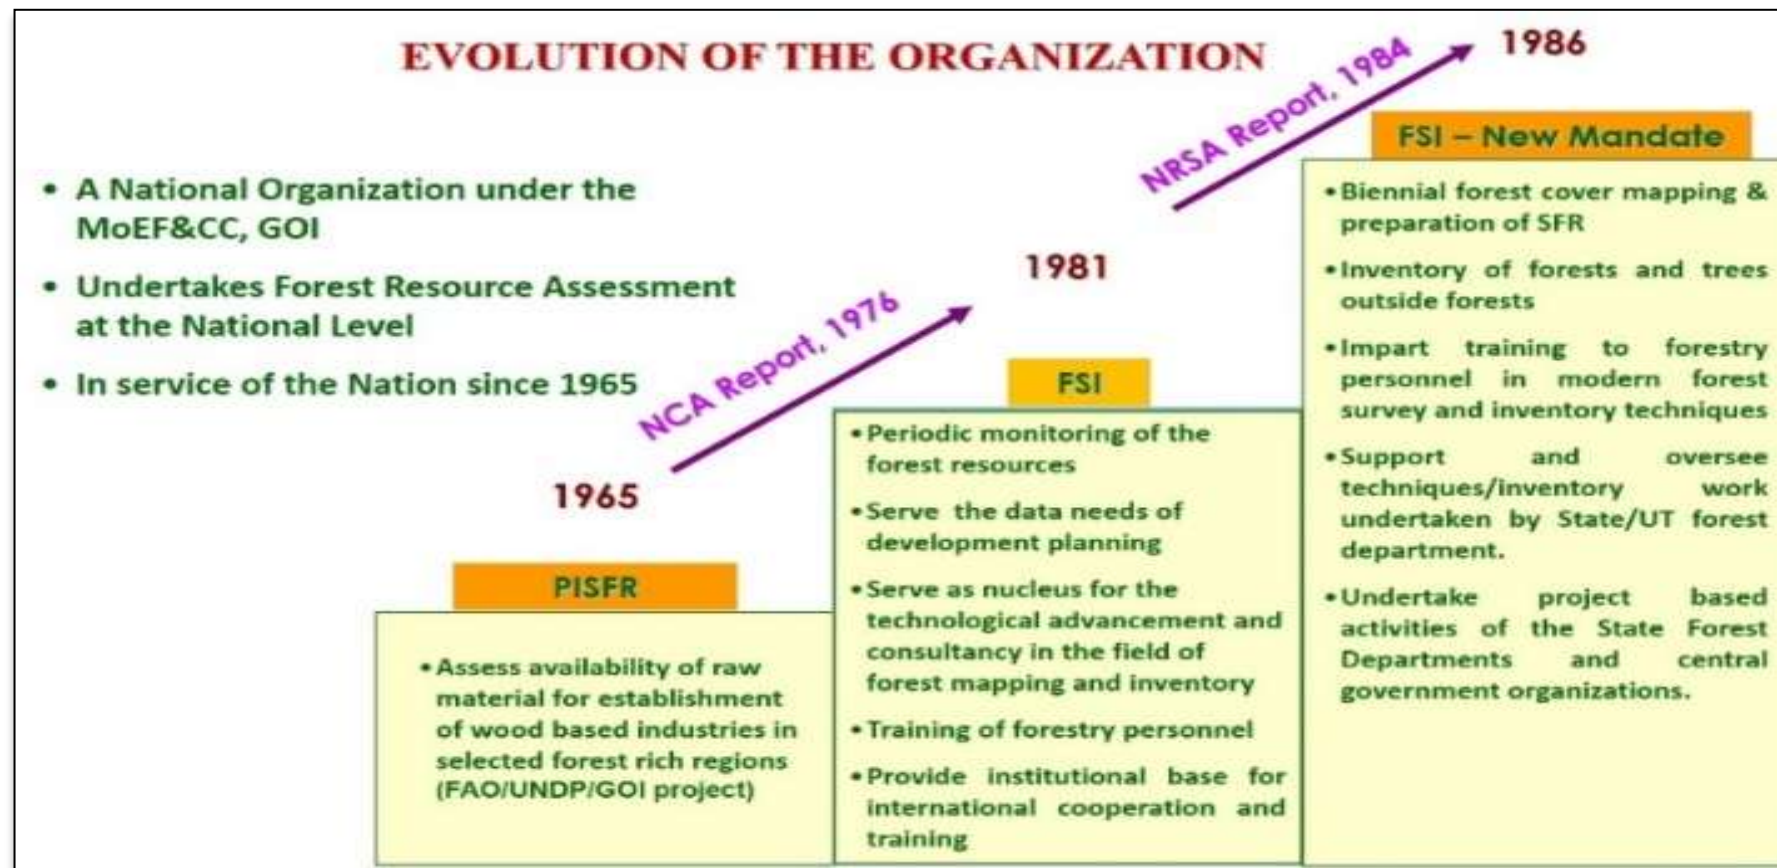 EVOLUTION OF THE ORGANIZATION
• A National Organization under the
MoEF&CC, GOI
• Undertakes Forest Resource Assessment
at the National Level
• In service of the Nation since 1965
1965
PISFR
• Assess availability of raw
material for establishment
of wood based industries in
selected forest rich regions
(FAO/UNDP/GOI project)
NCA Report, 1976
1981
FSI
• Periodic monitoring of the
forest resources
• Serve the data needs of
development planning
• Serve as nucleus for the
technological advancement and
consultancy in the field of
forest mapping and inventory
• Training of forestry personnel
• Provide institutional base for
international cooperation and
training
NRSA Report, 1984
1986
FSI – New Mandate
• Biennial forest cover mapping &
preparation of SFR
• Inventory of forests and trees
outside forests
• Impart training to forestry
personnel in modern forest
survey and inventory techniques
• Support and oversee
techniques/inventory work
undertaken by State/UT forest
department.
• Undertake project based
activities of the State Forest
Departments and central
government organizations.